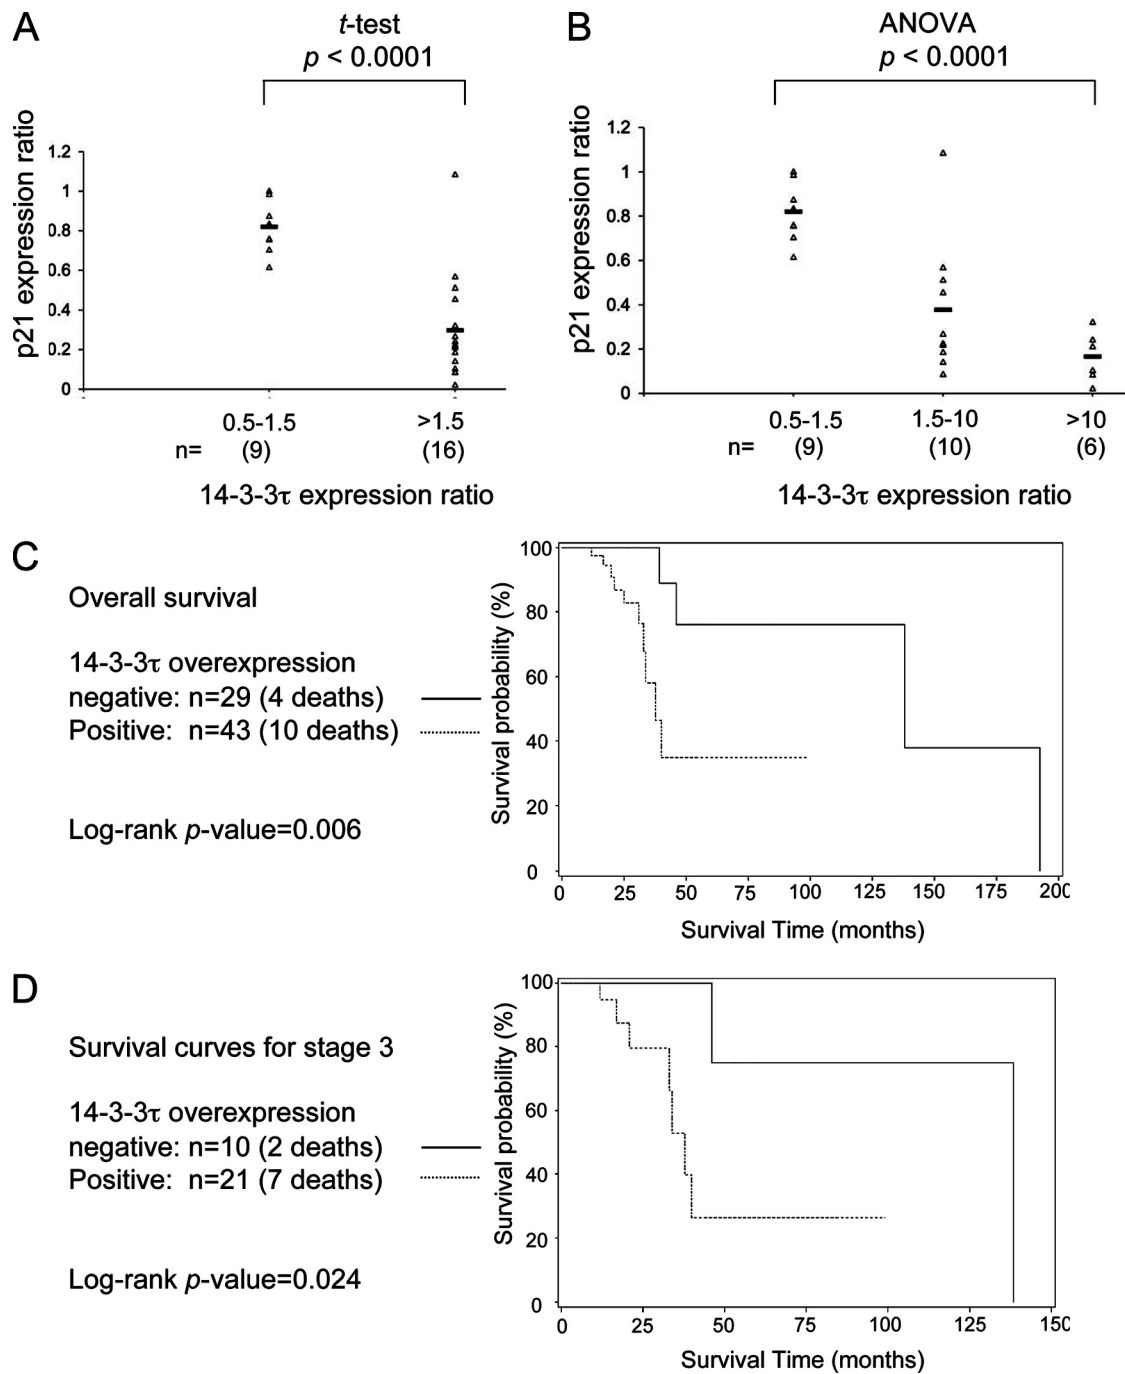 A
t-test
p < 0.0001
p21 expression ratio
1.2
1
0.8
0.6
0.4
0.2
0
0.5-1.5
>1.5
n=
(9)
(16)
14-3-3τ expression ratio
B
ANOVA
p < 0.0001
p21 expression ratio
1.2
1
0.8
0.6
0.4
0.2
0
0.5-1.5
1.5-10
>10
n=
(9)
(10)
(6)
14-3-3τ expression ratio
C
Overall survival
14-3-3τ overexpression
negative: n=29 (4 deaths)
Positive: n=43 (10 deaths)
Log-rank p-value=0.006
Survival probability (%)
100
80
60
40
20
0
0 25 50 75 100 125 150 175 200
Survival Time (months)
D
Survival curves for stage 3
14-3-3τ overexpression
negative: n=10 (2 deaths)
Positive: n=21 (7 deaths)
Log-rank p-value=0.024
Survival probability (%)
100
80
60
40
20
0
0 25 50 75 100 125 150
Survival Time (months)